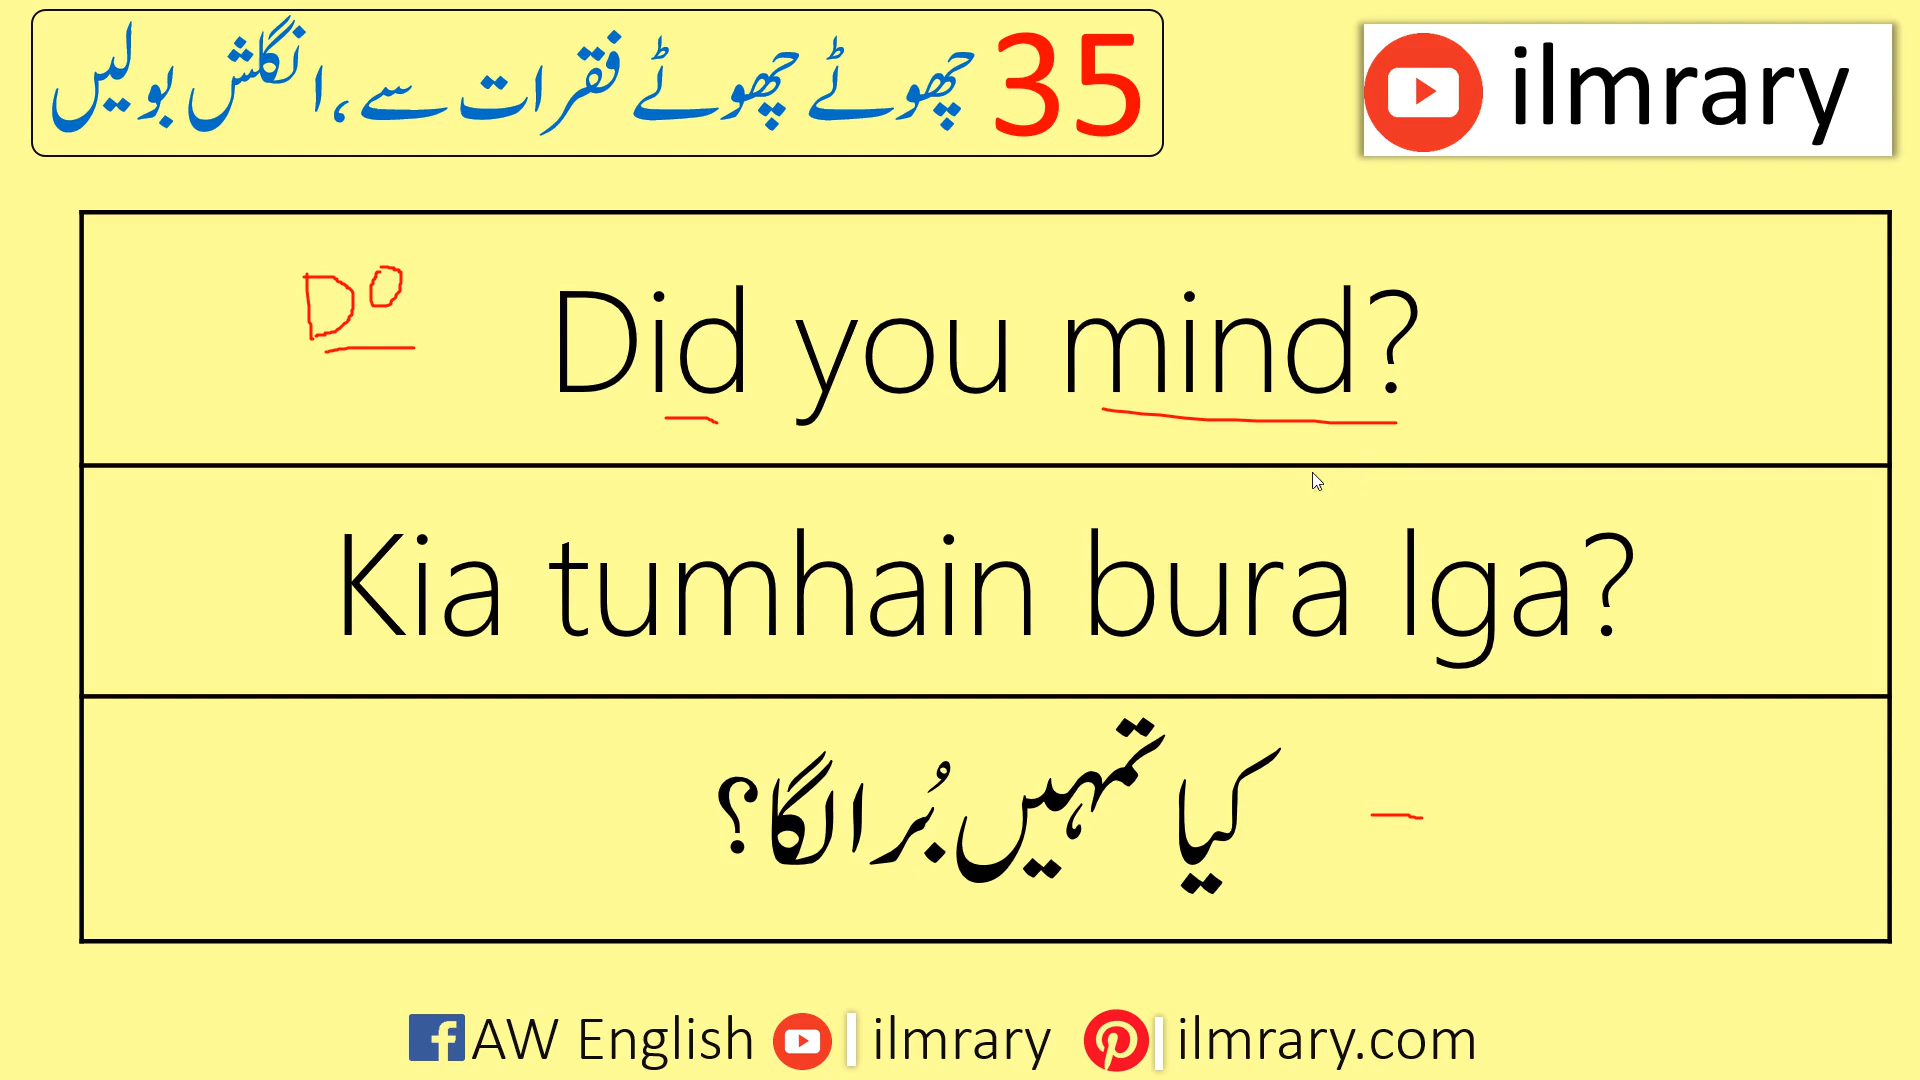 35 چھوٹے چھوٹے فقرات سے، انگلش بولیں
ilmrary
DO
Did you mind?
Kia tumhain bura lga?
کیا تمہیں بُرا لگا؟
AW English | ilmrary | ilmrary.com